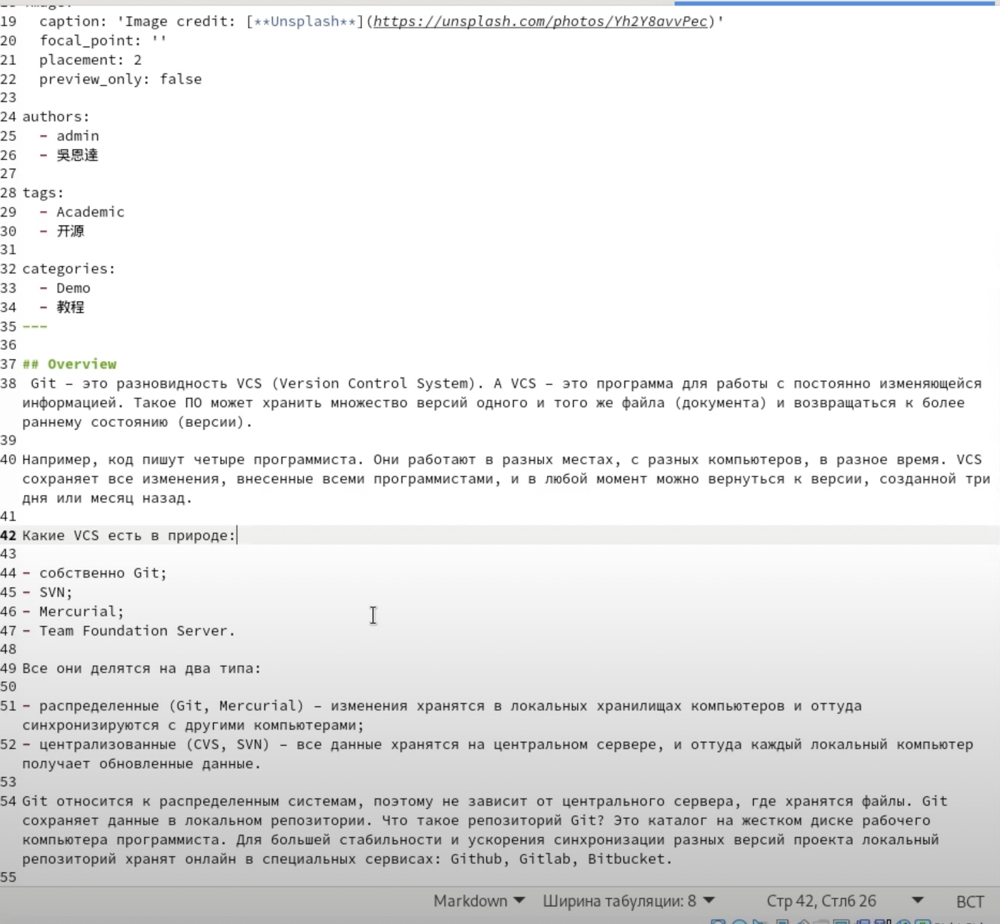 19 caption: 'Image credit: [**Unsplash**](https://unsplash.com/photos/Yh2Y8avvPec)'
20 focal_point: ''
21 placement: 2
22 preview_only: false
23
24 authors:
25 - admin
26 - 吳恩達
27
28 tags:
29 - Academic
30 - 开源
31
32 categories:
33 - Demo
34 - 教程
35 ---
36
37 ## Overview
38 Git – это разновидность VCS (Version Control System). А VCS – это программа для работы с постоянно изменяющейся
информацией. Такое ПО может хранить множество версий одного и того же файла (документа) и возвращаться к более
раннему состоянию (версии).
39
40 Например, код пишут четыре программиста. Они работают в разных местах, с разных компьютеров, в разное время. VCS
сохраняет все изменения, внесенные всеми программистами, и в любой момент можно вернуться к версии, созданной три
дня или месяц назад.
41
42 Какие VCS есть в природе:
43
44 - собственно Git;
45 - SVN;
46 - Mercurial;
47 - Team Foundation Server.
48
49 Все они делятся на два типа:
50
51 - распределенные (Git, Mercurial) – изменения хранятся в локальных хранилищах компьютеров и оттуда
синхронизируются с другими компьютерами;
52 - централизованные (CVS, SVN) – все данные хранятся на центральном сервере, и оттуда каждый локальный компьютер
получает обновленные данные.
53
54 Git относится к распределенным системам, поэтому не зависит от центрального сервера, где хранятся файлы. Git
сохраняет данные в локальном репозитории. Что такое репозиторий Git? Это каталог на жестком диске рабочего
компьютера программиста. Для большей стабильности и ускорения синхронизации разных версий проекта локальный
репозиторий хранят онлайн в специальных сервисах: Github, Gitlab, Bitbucket.
55
Markdown Ширина табуляции: 8 Стр 42, Стлб 26 ВСТ